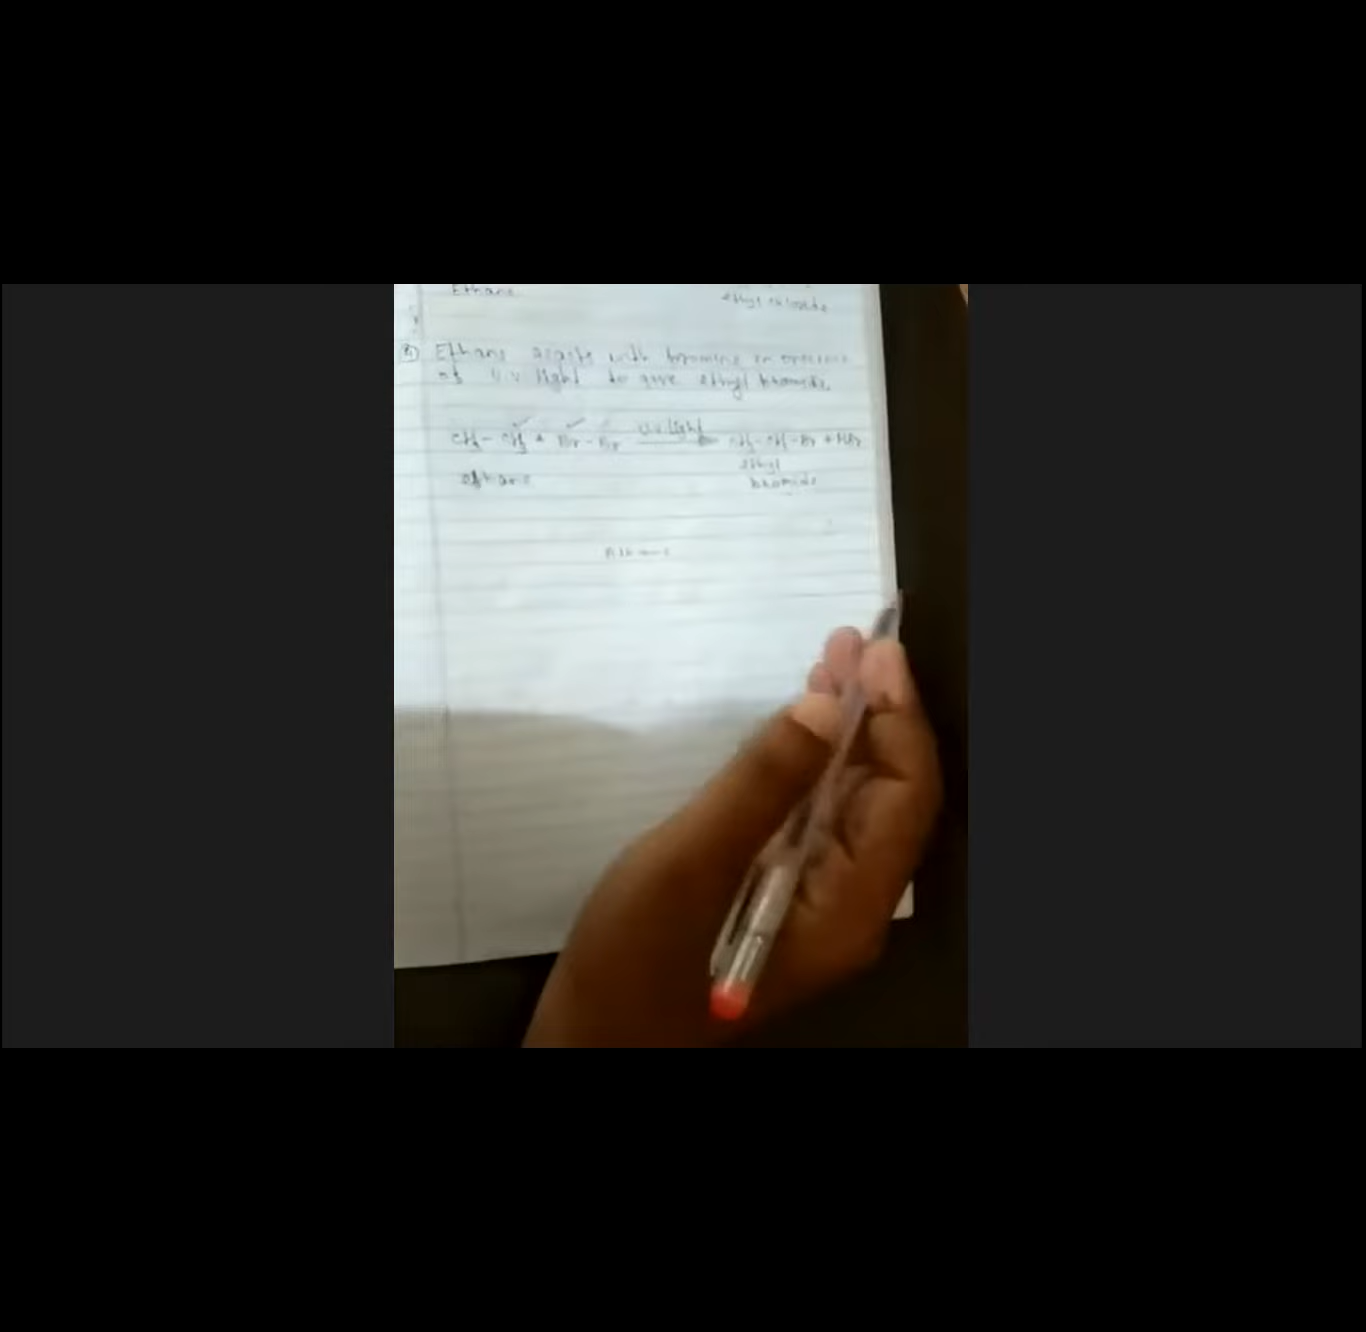 Ethane
ethyl chloride
Ethane reacts with bromine in presence
of U.V light to give ethyl bromide.
CH3 - CH3 + Br - Br U.V light CH3 - CH2 - Br + HBr
ethane ethyl
bromide